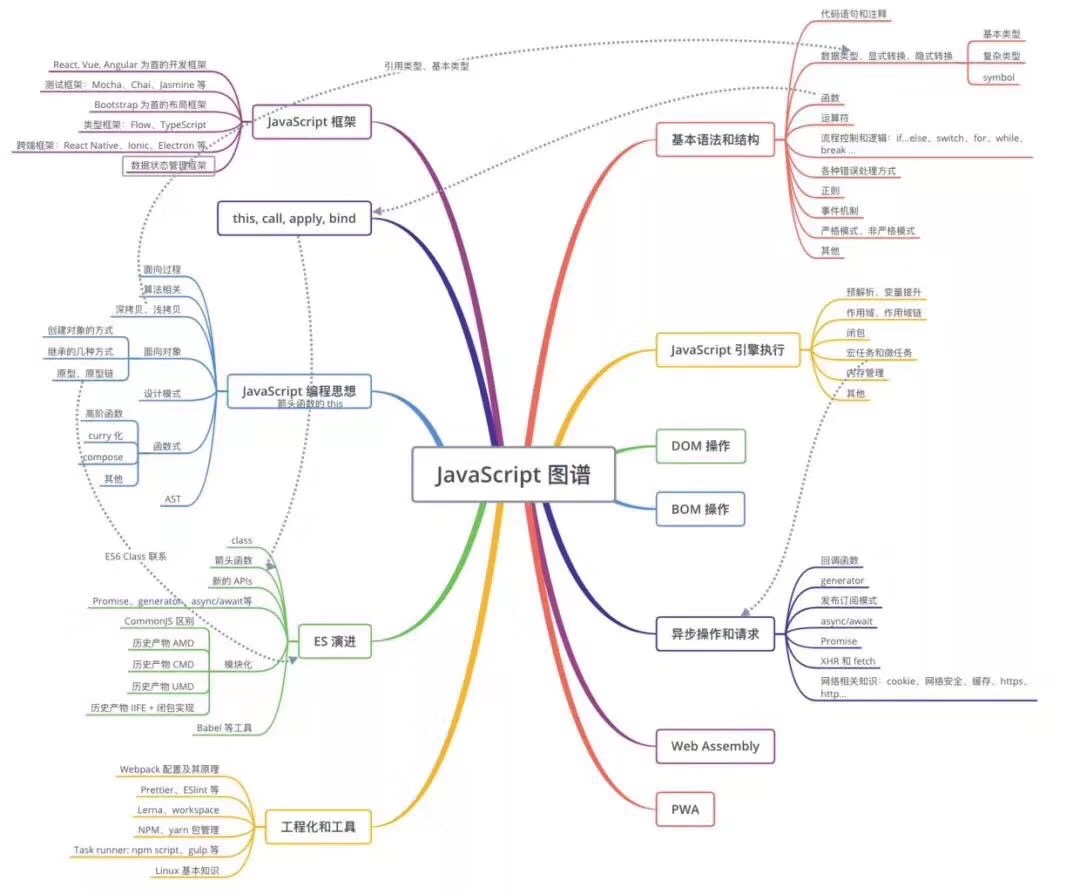 JavaScript 图谱
基本语法和结构
代码语句和注释
数据类型、显式转换、隐式转换
基本类型
复杂类型
symbol
函数
运算符
流程控制和逻辑：if...else、switch、for、while、
break ...
各种错误处理方式
正则
事件机制
严格模式、非严格模式
其他
JavaScript 引擎执行
预解析、变量提升
作用域、作用域链
闭包
宏任务和微任务
内存管理
其他
DOM 操作
BOM 操作
异步操作和请求
回调函数
generator
发布订阅模式
async/await
Promise
XHR 和 fetch
网络相关知识：cookie、网络安全、缓存、https、
http...
Web Assembly
PWA
JavaScript 框架
React, Vue, Angular 为首的开发框架
测试框架：Mocha、Chai、Jasmine 等
Bootstrap 为首的布局框架
类型框架：Flow、TypeScript
跨端框架：React Native、Ionic、Electron 等
数据状态管理框架
this, call, apply, bind
JavaScript 编程思想
面向过程
算法相关
深拷贝、浅拷贝
面向对象
创建对象的方式
继承的几种方式
原型、原型链
设计模式
函数式
高阶函数
curry 化
compose
其他
AST
ES 演进
class
箭头函数
新的 APIs
Promise、generator、async/await等
模块化
CommonJS 区别
历史产物 AMD
历史产物 CMD
历史产物 UMD
历史产物 IIFE + 闭包实现
Babel 等工具
工程化和工具
Webpack 配置及其原理
Prettier、ESlint 等
Lerna、workspace
NPM、yarn 包管理
Task runner: npm script、gulp 等
Linux 基本知识
引用类型、基本类型
箭头函数的 this
ES6 Class 联系